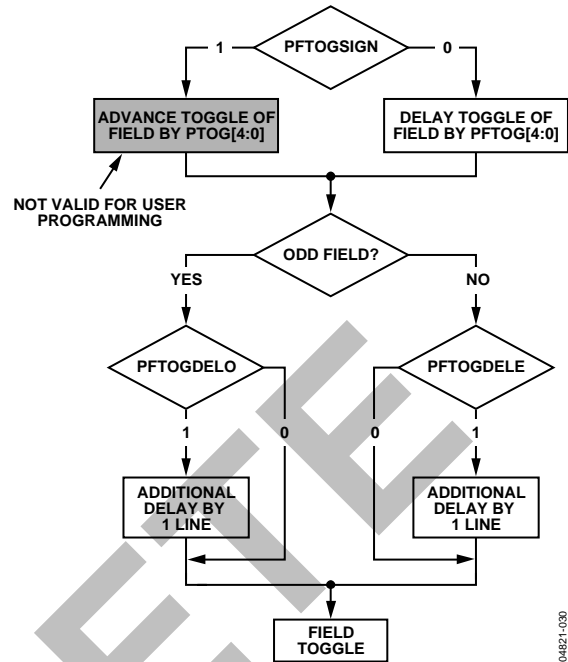 PFTOGSIGN
1
0
ADVANCE TOGGLE OF
FIELD BY PTOG[4:0]
DELAY TOGGLE OF
FIELD BY PFTOG[4:0]
NOT VALID FOR USER
PROGRAMMING
ODD FIELD?
YES
NO
PFTOGDELO
PFTOGDELE
1
0
0
1
ADDITIONAL
DELAY BY
1 LINE
ADDITIONAL
DELAY BY
1 LINE
FIELD
TOGGLE
04821-030
ETE